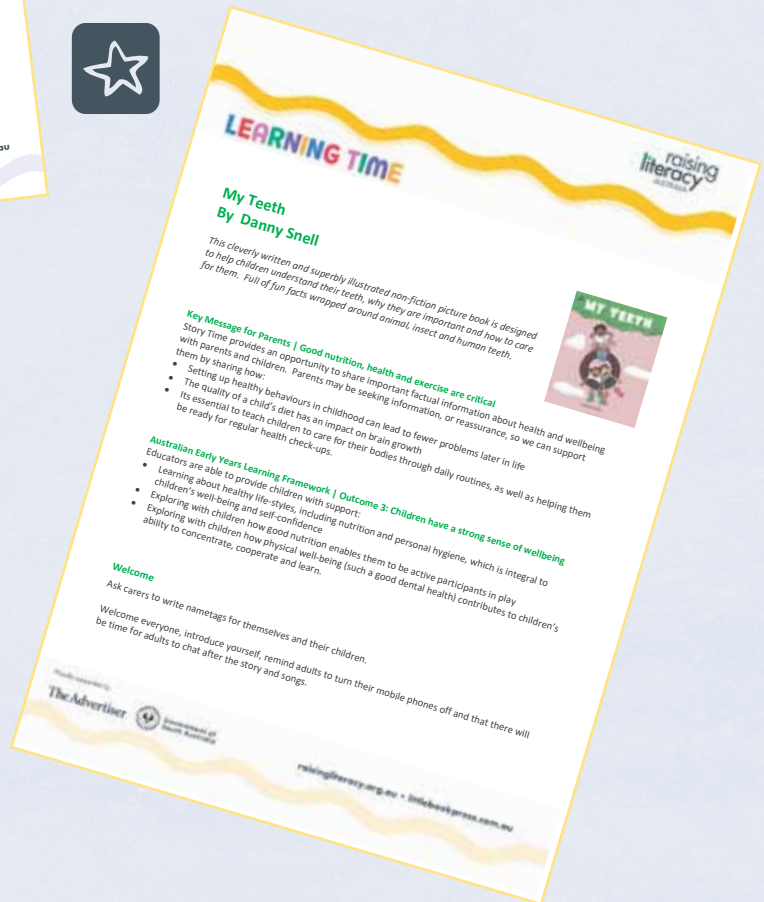 au
LEARNING TIME
raising
literacy
AUSTRALIA
My Teeth
By Danny Snell
This cleverly written and superbly illustrated non-fiction picture book is designed
to help children understand their teeth, why they are important and how to care
for them. Full of fun facts wrapped around animal, insect and human teeth.
MY TEETH
Key Message for Parents | Good nutrition, health and exercise are critical
Story Time provides an opportunity to share important factual information about health and wellbeing
with parents and children. Parents may be seeking information, or reassurance, so we can support
them by sharing how:
• Setting up healthy behaviours in childhood can lead to fewer problems later in life
• The quality of a child's diet has an impact on brain growth
• Its essential to teach children to care for their bodies through daily routines, as well as helping them
be ready for regular health check-ups.
Australian Early Years Learning Framework | Outcome 3: Children have a strong sense of wellbeing
Educators are able to provide children with support:
• Learning about healthy life-styles, including nutrition and personal hygiene, which is integral to
children's well-being and self-confidence
• Exploring with children how good nutrition enables them to be active participants in play
• Exploring with children how physical well-being (such a good dental health) contributes to children's
ability to concentrate, cooperate and learn.
Welcome
Ask carers to write nametags for themselves and their children.
Welcome everyone, introduce yourself, remind adults to turn their mobile phones off and that there will
be time for adults to chat after the story and songs.
Proudly supported by
The Advertiser
Government of
South Australia
raisingliteracy.org.au • littlebookpress.com.au